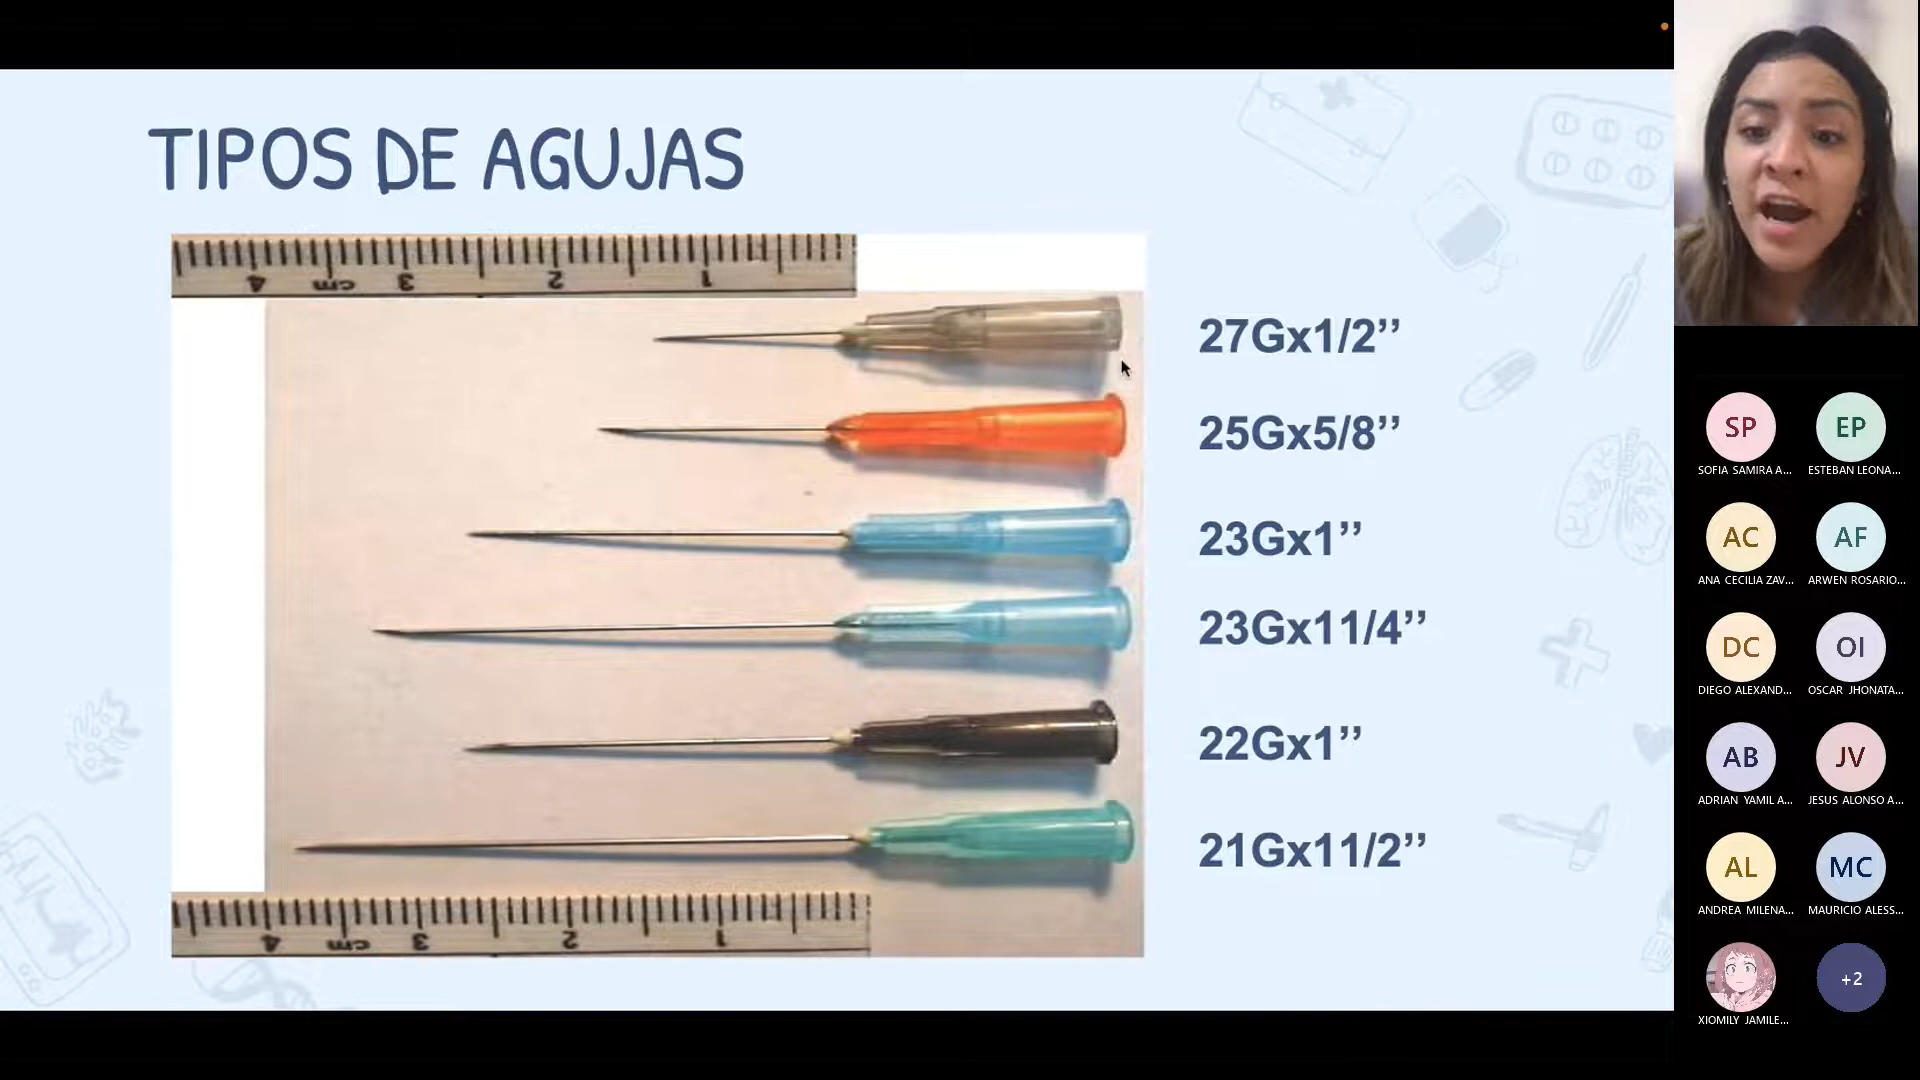 TIPOS DE AGUJAS
4 cm 3 2 1
27Gx1/2’’
25Gx5/8’’
23Gx1’’
23Gx11/4’’
22Gx1’’
21Gx11/2’’
4 cm 3 2 1
SP
EP
SOFIA SAMIRA A...
ESTEBAN LEONA...
AC
AF
ANA CECILIA ZAV...
ARWEN ROSARIO...
DC
OI
DIEGO ALEXAND...
OSCAR JHONATA...
AB
JV
ADRIAN YAMIL A...
JESUS ALONSO A...
AL
MC
ANDREA MILENA...
MAURICIO ALESS...
+2
XIOMILY JAMILE...